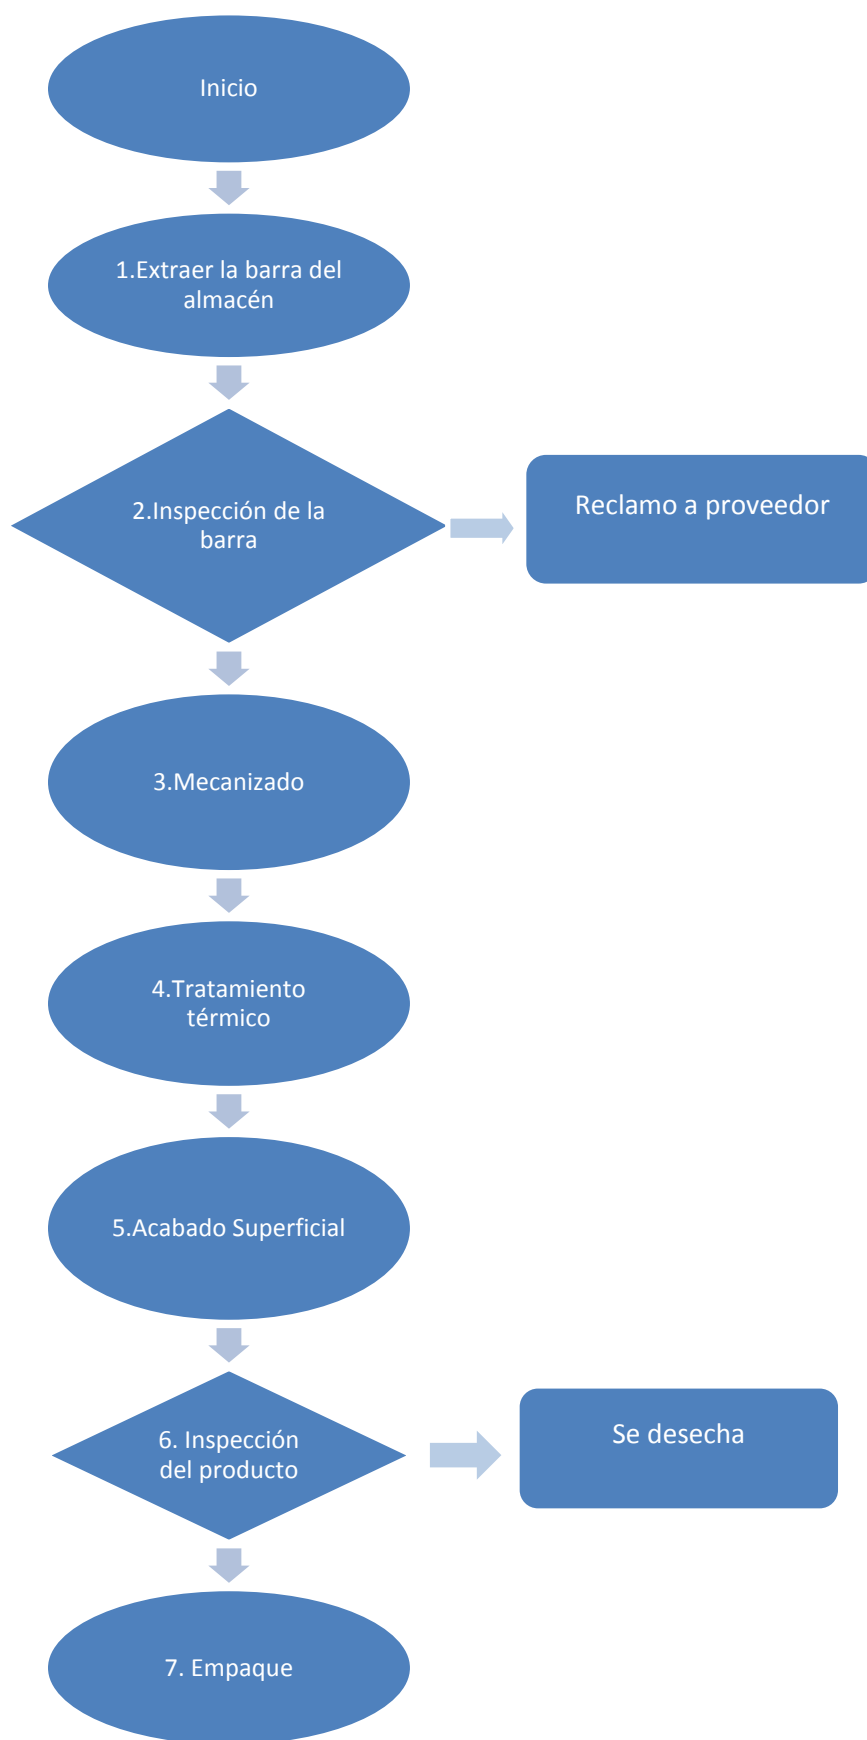 Inicio
1.Extraer la barra del
almacén
2.Inspección de la
barra
Reclamo a proveedor
3.Mecanizado
4.Tratamiento
térmico
5.Acabado Superficial
6. Inspección
del producto
Se desecha
7. Empaque